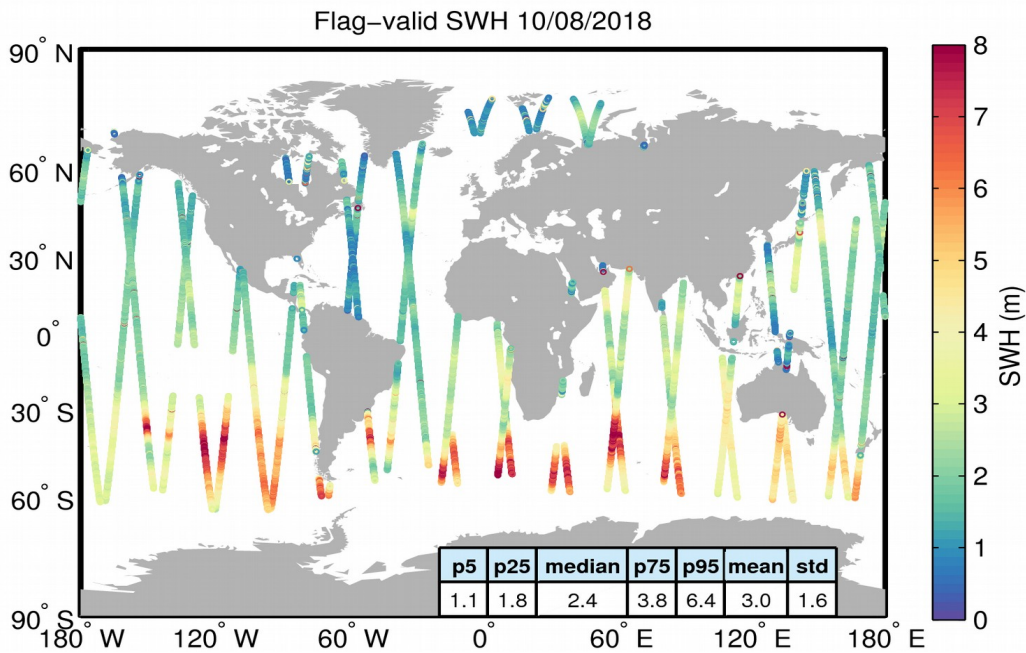 Flag−valid SWH 10/08/2018
90° N
60° N
30° N
0°
30° S
60° S
90° S
180° W
120° W
60° W
0°
60° E
120° E
180° E
8
7
6
5
4
3
2
1
0
SWH (m)
p5 p25 median p75 p95 mean std
1.1 1.8 2.4 3.8 6.4 3.0 1.6